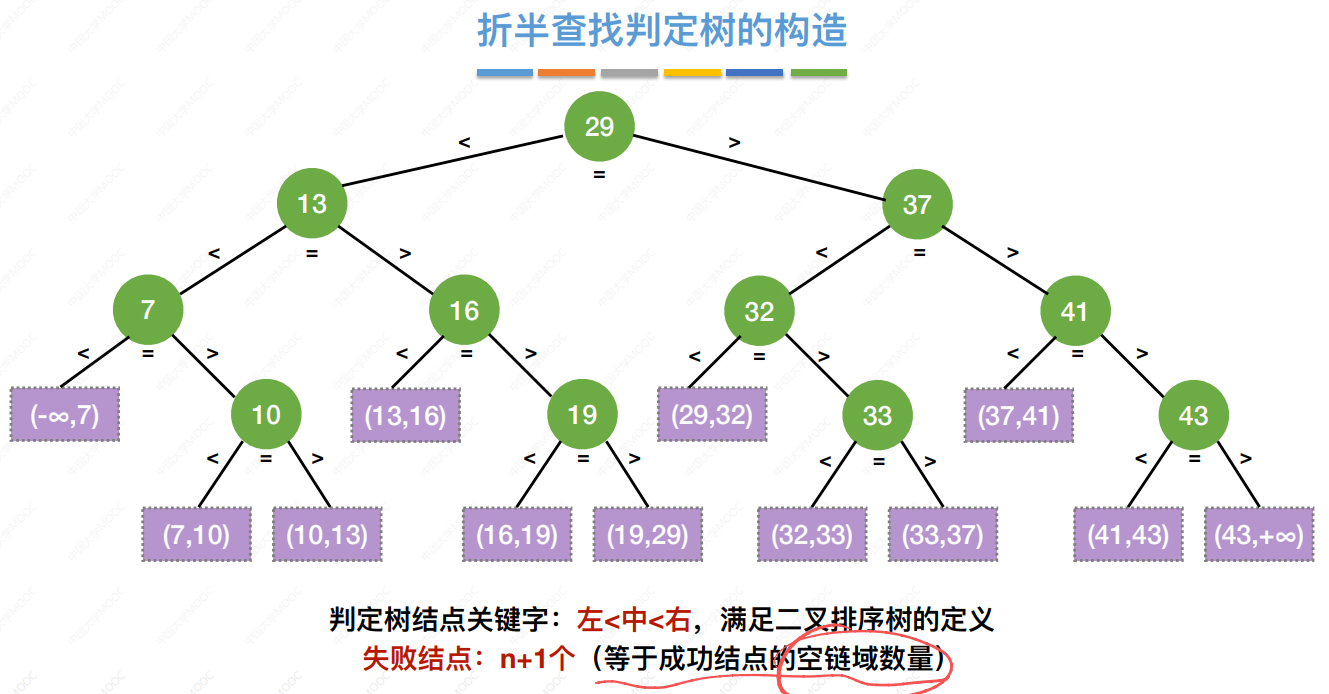 折半查找判定树的构造
29
< >
=
13 37
< = > < = >
7 16 32 41
< = > < = > < = > < = >
(-∞,7) 10 (13,16) 19 (29,32) 33 (37,41) 43
< = > < = > < = > < = >
(7,10) (10,13) (16,19) (19,29) (32,33) (33,37) (41,43) (43,+∞)
判定树结点关键字：左<中<右，满足二叉排序树的定义
失败结点：n+1个（等于成功结点的空链域数量）